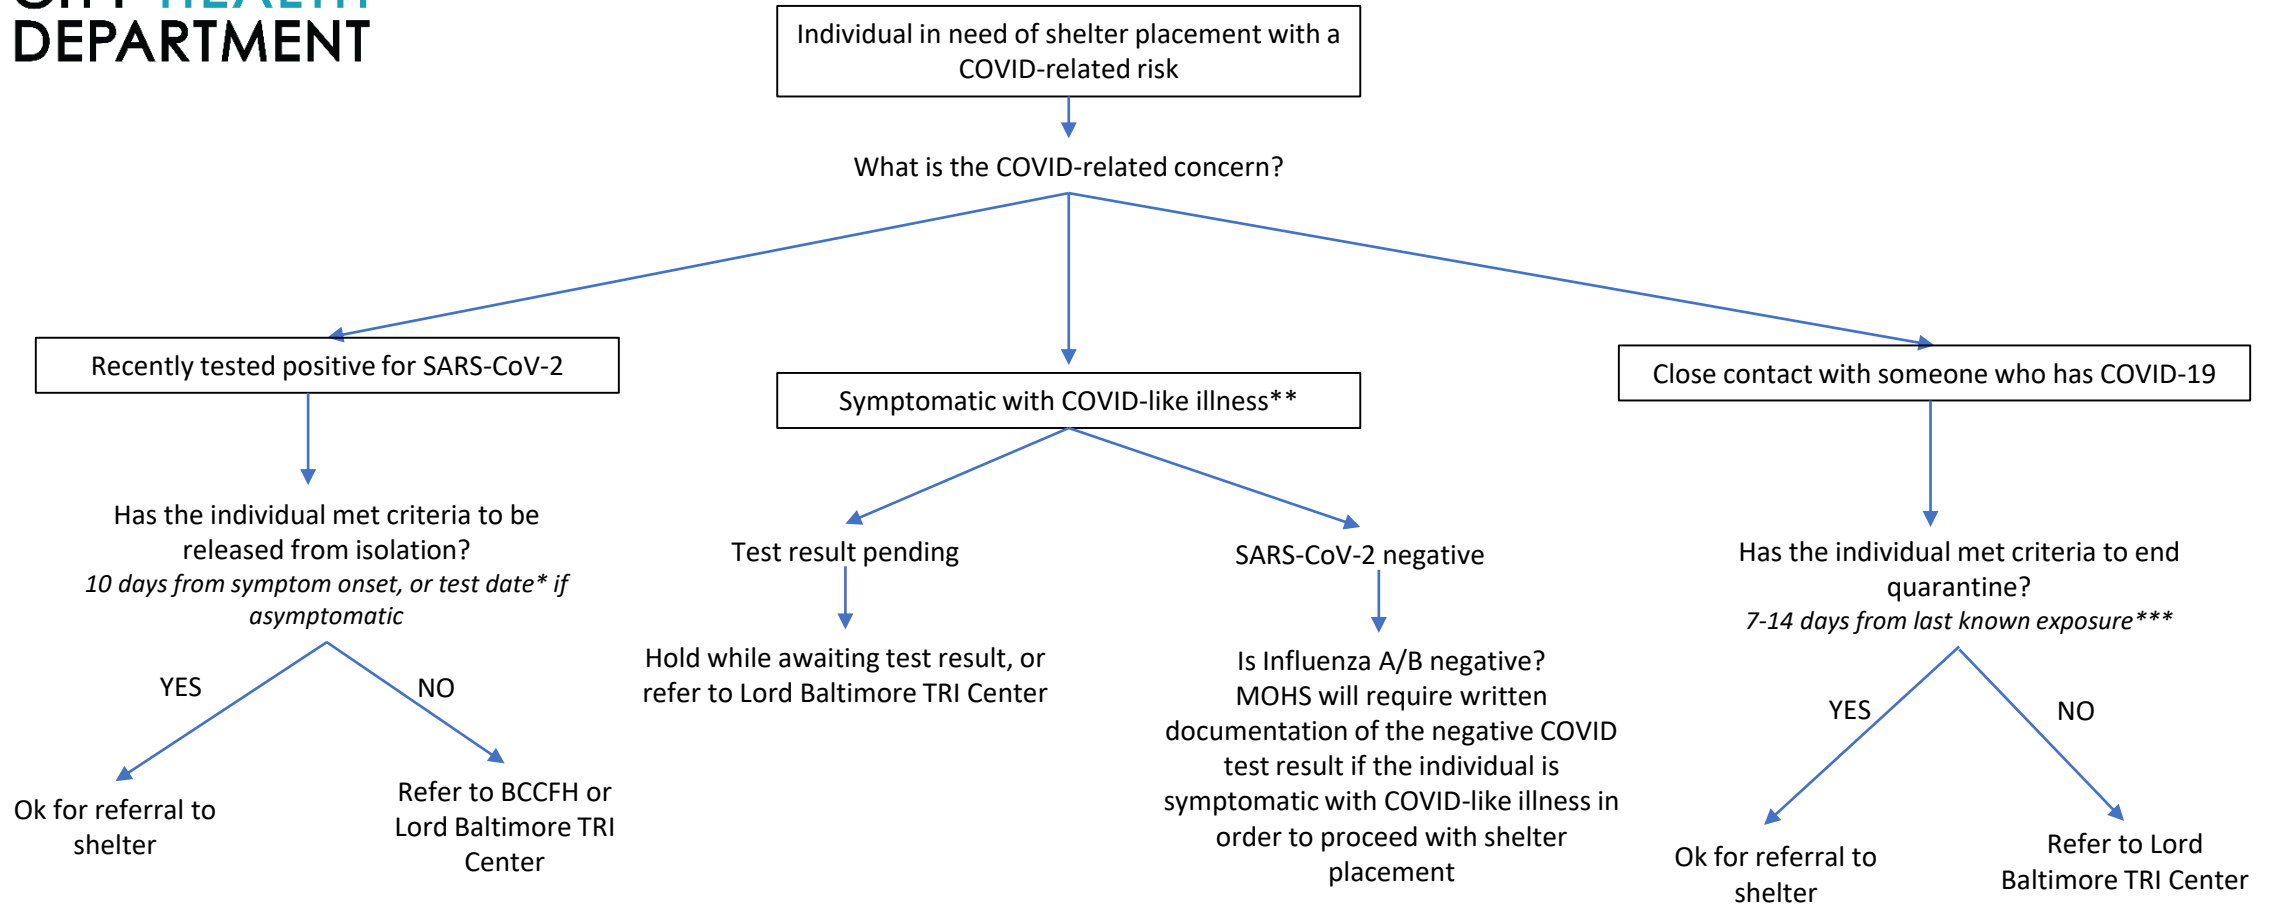 CITY HEALTH
DEPARTMENT
Individual in need of shelter placement with a
COVID-related risk
What is the COVID-related concern?
Recently tested positive for SARS-CoV-2
Has the individual met criteria to be
released from isolation?
10 days from symptom onset, or test date* if
asymptomatic
YES
NO
Ok for referral to
shelter
Refer to BCCFH or
Lord Baltimore TRI
Center
Symptomatic with COVID-like illness**
Test result pending
Hold while awaiting test result, or
refer to Lord Baltimore TRI Center
SARS-CoV-2 negative
Is Influenza A/B negative?
MOHS will require written
documentation of the negative COVID
test result if the individual is
symptomatic with COVID-like illness in
order to proceed with shelter
placement
Close contact with someone who has COVID-19
Has the individual met criteria to end
quarantine?
7-14 days from last known exposure***
YES
NO
Ok for referral to
shelter
Refer to Lord
Baltimore TRI Center